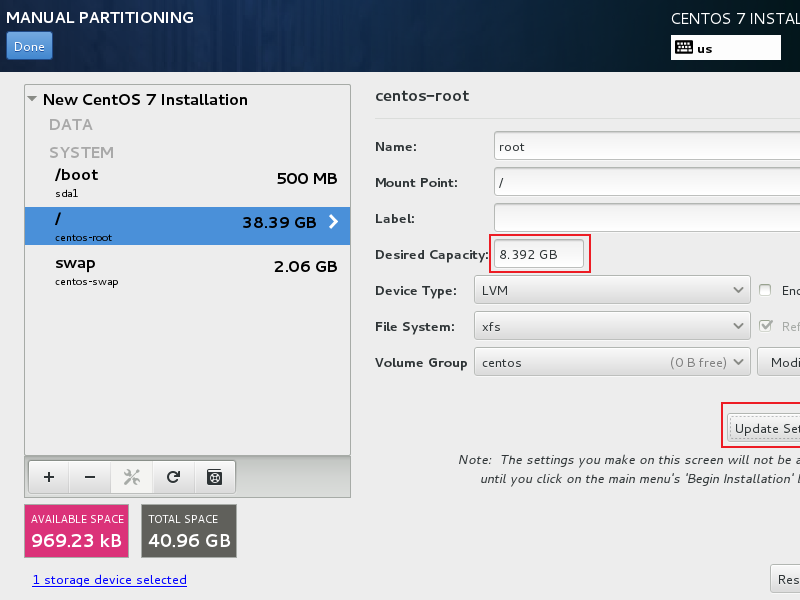 MANUAL PARTITIONING
CENTOS 7 INSTAL
Done
us
New CentOS 7 Installation
DATA
SYSTEM
/boot
500 MB
sda1
/
38.39 GB
centos-root
swap
2.06 GB
centos-swap
AVAILABLE SPACE
969.23 kB
TOTAL SPACE
40.96 GB
1 storage device selected
centos-root
Name:
root
Mount Point:
/
Label:
Desired Capacity:
8.392 GB
Device Type:
LVM
Enc
File System:
xfs
Ref
Volume Group
centos
(0 B free)
Modi
Update Set
Note: The settings you make on this screen will not be a
until you click on the main menu's 'Begin Installation' b
Res